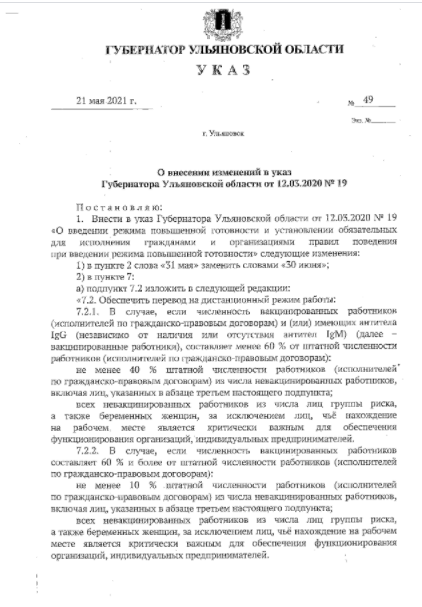 ГУБЕРНАТОР УЛЬЯНОВСКОЙ ОБЛАСТИ
УКАЗ
21 мая 2021 г.
№ 49
Экз. №
г. Ульяновск
О внесении изменений в указ
Губернатора Ульяновской области от 12.03.2020 № 19
Постановляю:
1. Внести в указ Губернатора Ульяновской области от 12.03.2020 № 19
«О введении режима повышенной готовности и установлении обязательных
для исполнения гражданами и организациями правил поведения
при введении режима повышенной готовности» следующие изменения:
1) в пункте 2 слова «31 мая» заменить словами «30 июня»;
2) в пункте 7:
а) подпункт 7.2 изложить в следующей редакции:
«7.2. Обеспечить перевод на дистанционный режим работы:
7.2.1. В случае, если численность вакцинированных работников
(исполнителей по гражданско-правовым договорам) и (или) имеющих антитела
IgG (независимо от наличия или отсутствия антител IgM) (далее –
вакцинированные работники), составляет менее 60 % от штатной численности
работников (исполнителей по гражданско-правовым договорам):
не менее 40 % штатной численности работников (исполнителей
по гражданско-правовым договорам) из числа невакцинированных работников,
включая лиц, указанных в абзаце третьем настоящего подпункта;
всех невакцинированных работников из числа лиц группы риска,
а также беременных женщин, за исключением лиц, чьё нахождение
на рабочем месте является критически важным для обеспечения
функционирования организаций, индивидуальных предпринимателей.
7.2.2. В случае, если численность вакцинированных работников
составляет 60 % и более от штатной численности работников (исполнителей
по гражданско-правовым договорам):
не менее 10 % штатной численности работников (исполнителей
по гражданско-правовым договорам) из числа невакцинированных работников,
включая лиц, указанных в абзаце третьем настоящего подпункта;
всех невакцинированных работников из числа лиц группы риска,
а также беременных женщин, за исключением лиц, чьё нахождение на рабочем
месте является критически важным для обеспечения функционирования
организаций, индивидуальных предпринимателей.